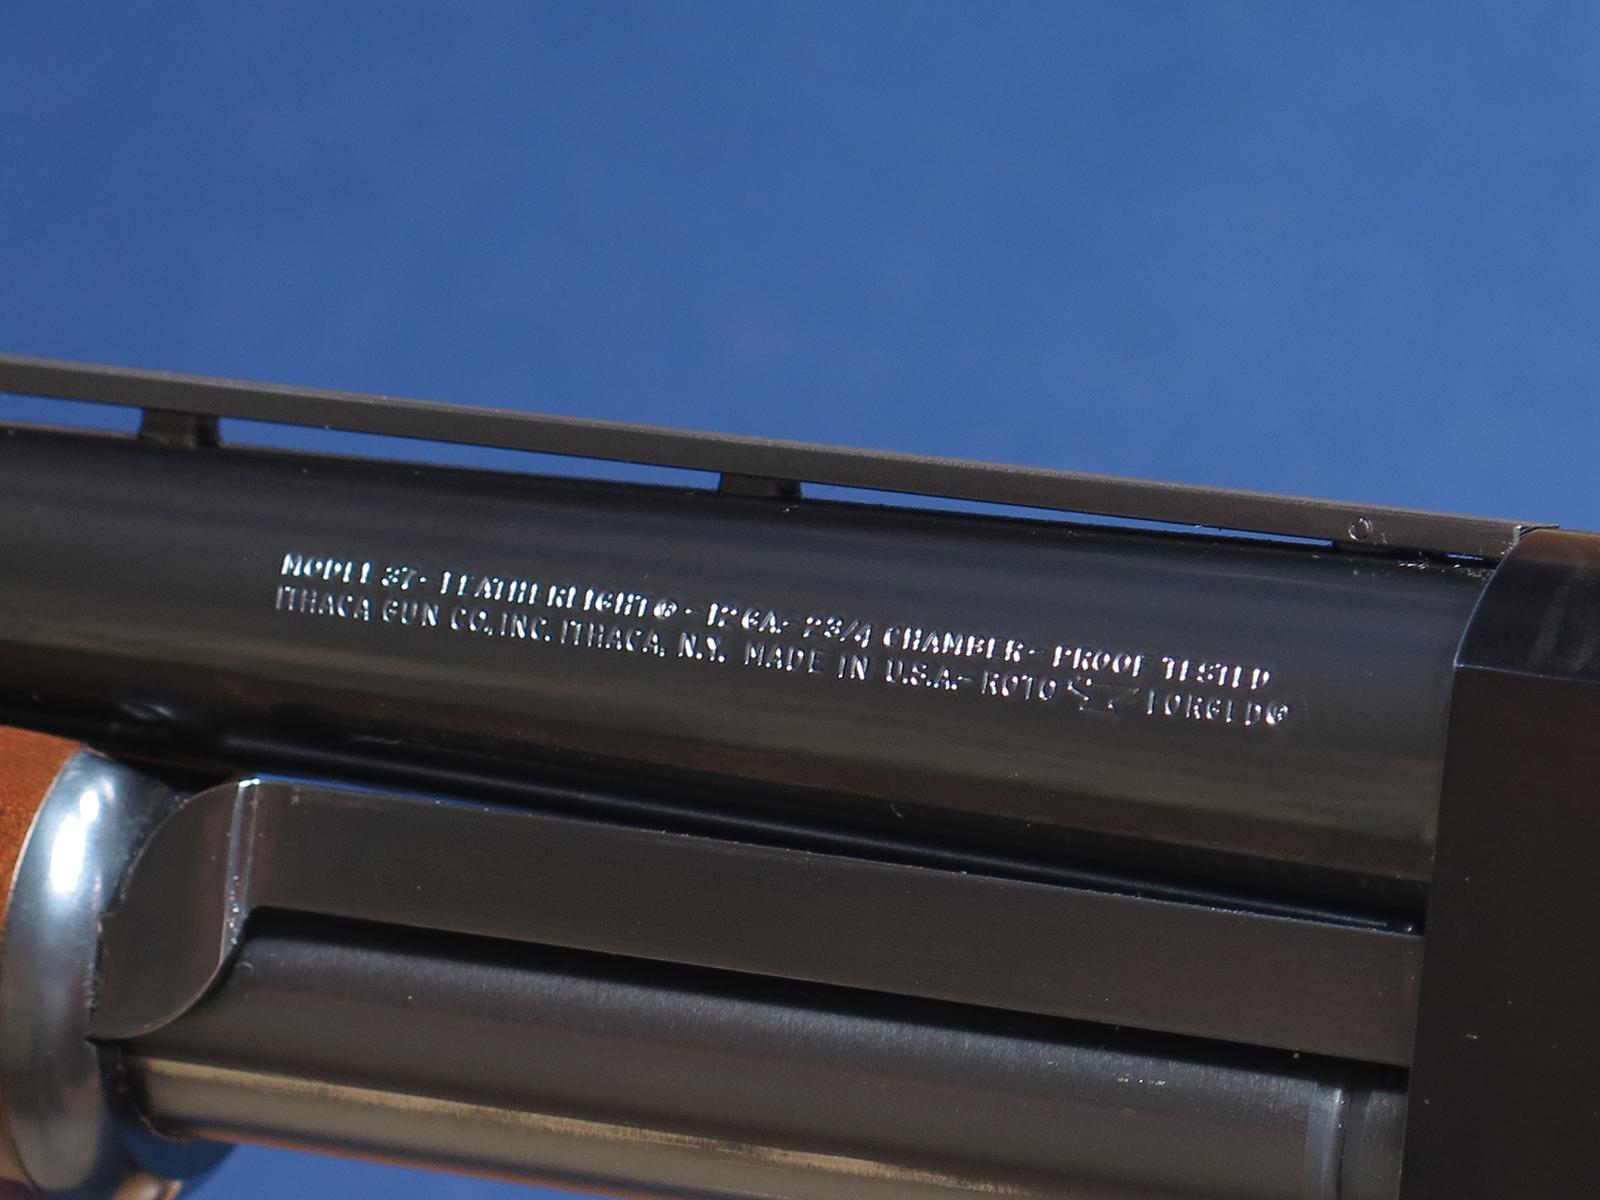 MODEL 37- FEATHERLIGHT® - 12 GA.- 2 3/4 CHAMBER - PROOF TESTED
ITHACA GUN CO., INC. ITHACA, N.Y. MADE IN U.S.A.- ROTO FORGED®